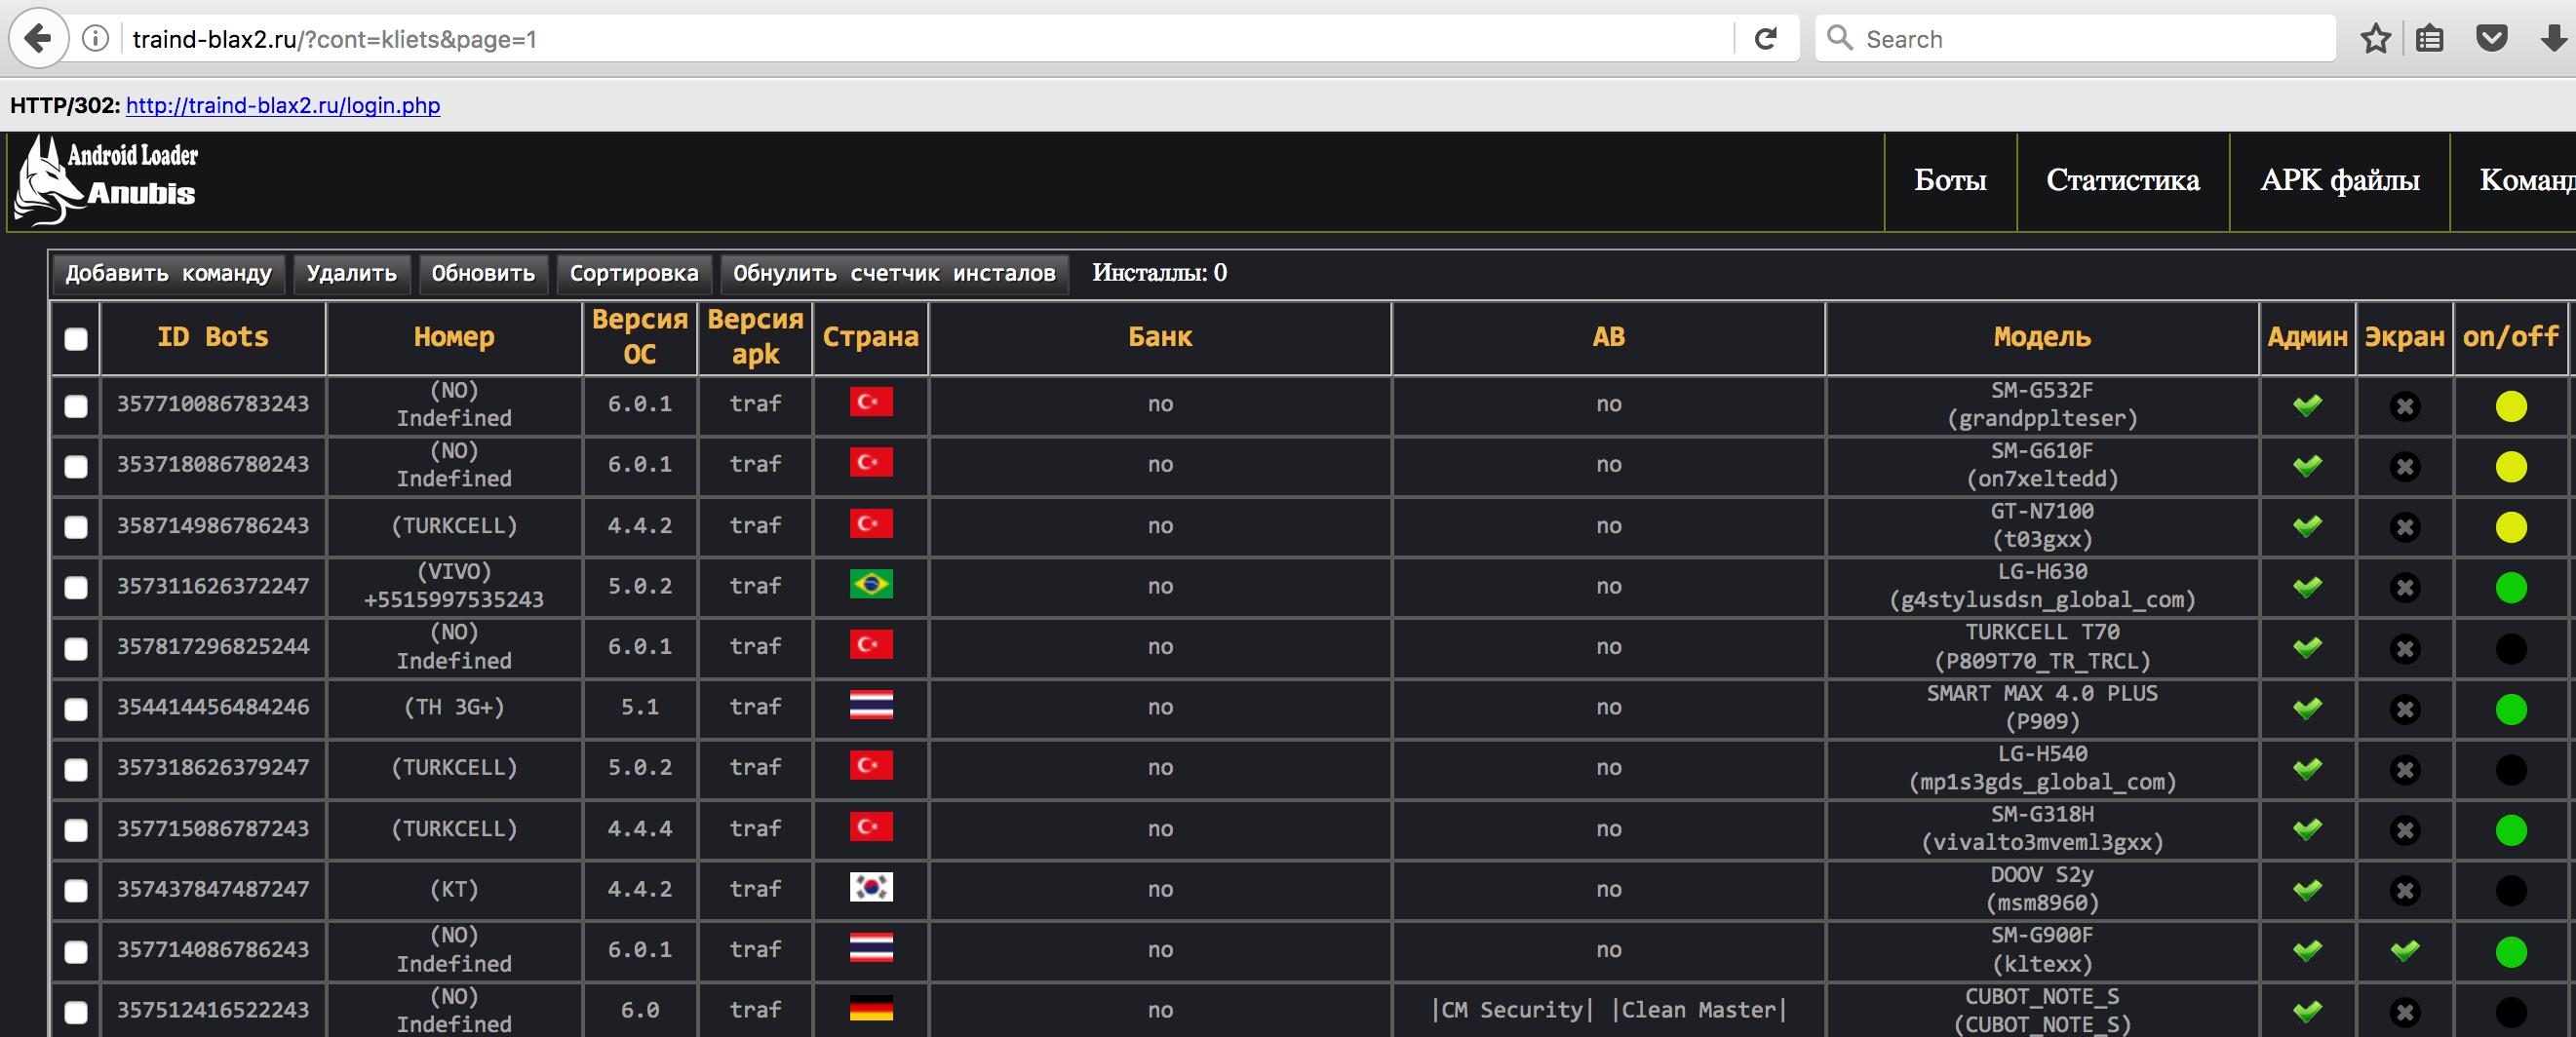 traind-blax2.ru/?cont=kliets&page=1
Search
HTTP/302: http://traind-blax2.ru/login.php
Android Loader
Anubis
Боты Статистика APK файлы Команд
Добавить команду Удалить Обновить Сортировка Обнулить счетчик инсталов Инсталлы: 0
ID Bots Номер Версия ОС Версия apk Страна Банк АВ Модель Админ Экран on/off
357710086783243 (NO) Indefined 6.0.1 traf no no SM-G532F (grandpplteser)
353718086780243 (NO) Indefined 6.0.1 traf no no SM-G610F (on7xeltedd)
358714986786243 (TURKCELL) 4.4.2 traf no no GT-N7100 (t03gxx)
357311626372247 (VIVO) +5515997535243 5.0.2 traf no no LG-H630 (g4stylusdsn_global_com)
357817296825244 (NO) Indefined 6.0.1 traf no no TURKCELL T70 (P809T70_TR_TRCL)
354414456484246 (TH 3G+) 5.1 traf no no SMART MAX 4.0 PLUS (P909)
357318626379247 (TURKCELL) 5.0.2 traf no no LG-H540 (mp1s3gds_global_com)
357715086787243 (TURKCELL) 4.4.4 traf no no SM-G318H (vivalto3mveml3gxx)
357437847487247 (KT) 4.4.2 traf no no DOOV S2y (msm8960)
357714086786243 (NO) Indefined 6.0.1 traf no no SM-G900F (kltexx)
357512416522243 (NO) Indefined 6.0 traf no |CM Security| |Clean Master| CUBOT_NOTE_S (CUBOT_NOTE_S)